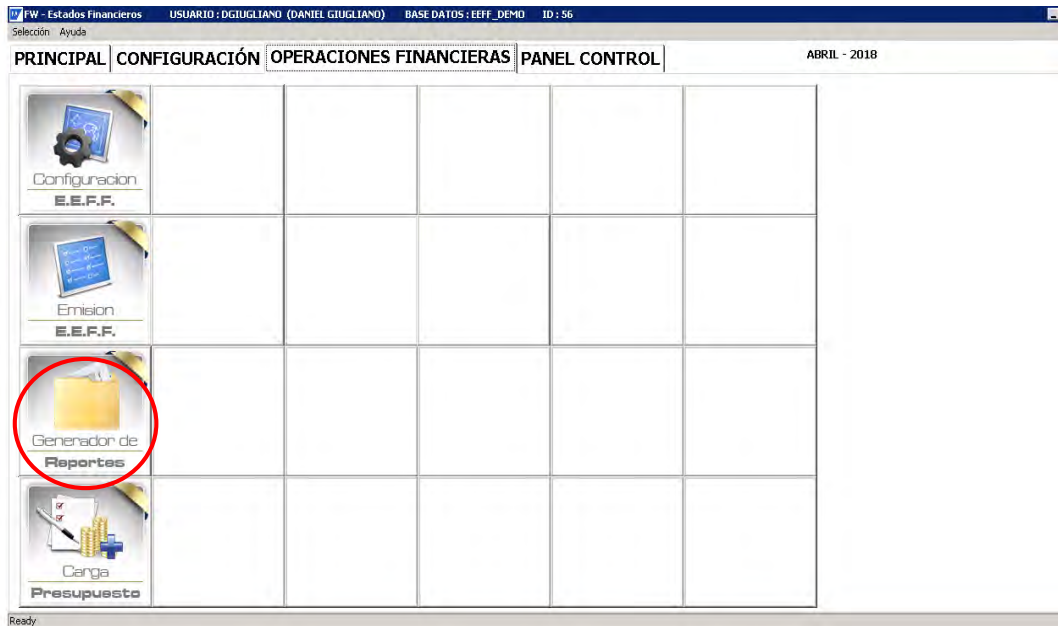 FW - Estados Financieros USUARIO : DGIUGLIANO (DANIEL GIUGLIANO) BASE DATOS : EEFF_DEMO ID : 56
Selección Ayuda
PRINCIPAL CONFIGURACIÓN OPERACIONES FINANCIERAS PANEL CONTROL
ABRIL - 2018
Configuracion
E.E.F.F.
Emision
E.E.F.F.
Generador de
Reportes
Carga
Presupuesto
Ready